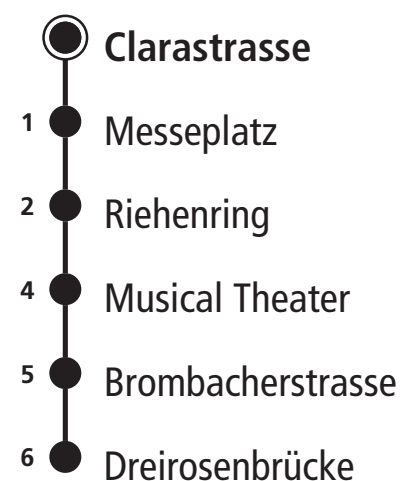 Clarastrasse
1 Messeplatz
2 Riehenring
4 Musical Theater
5 Brombacherstrasse
6 Dreirosenbrücke